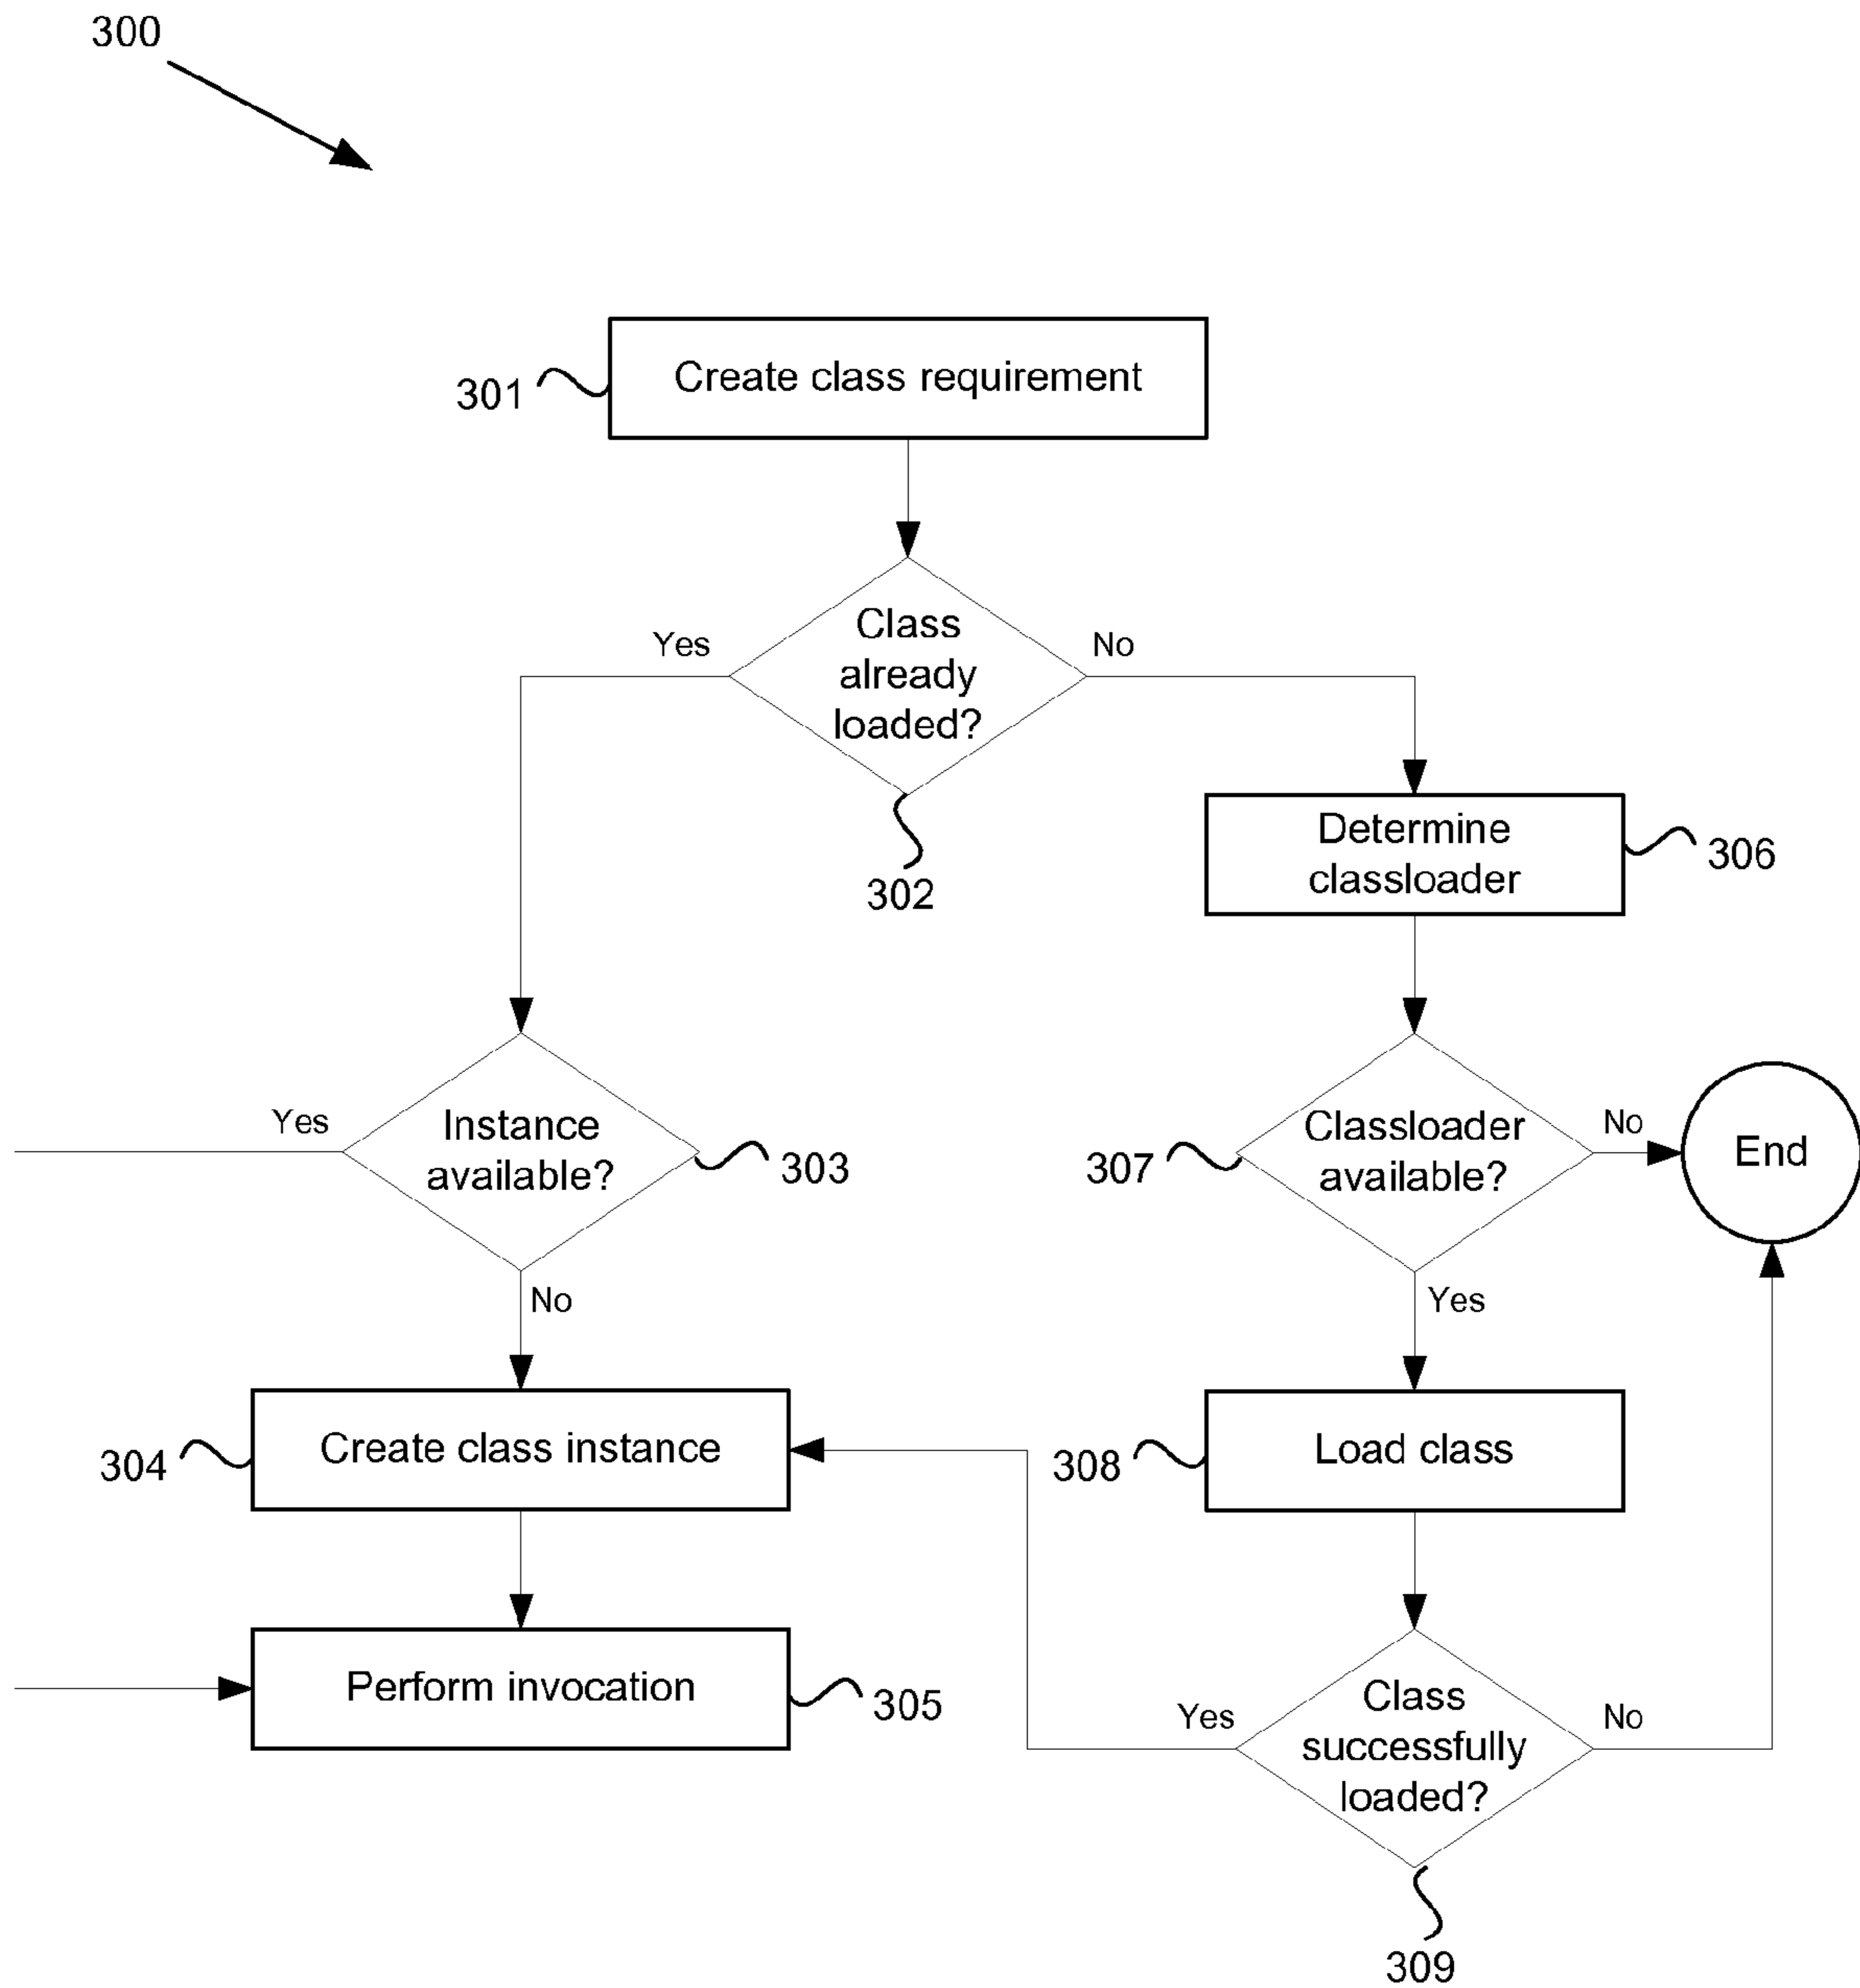 300
Create class requirement
301
Class
already
loaded?
Yes
No
302
Determine
classloader
306
Instance
available?
Yes
303
Classloader
available?
No
307
End
No
Yes
Create class instance
304
Load class
308
Perform invocation
305
Class
successfully
loaded?
Yes
No
309